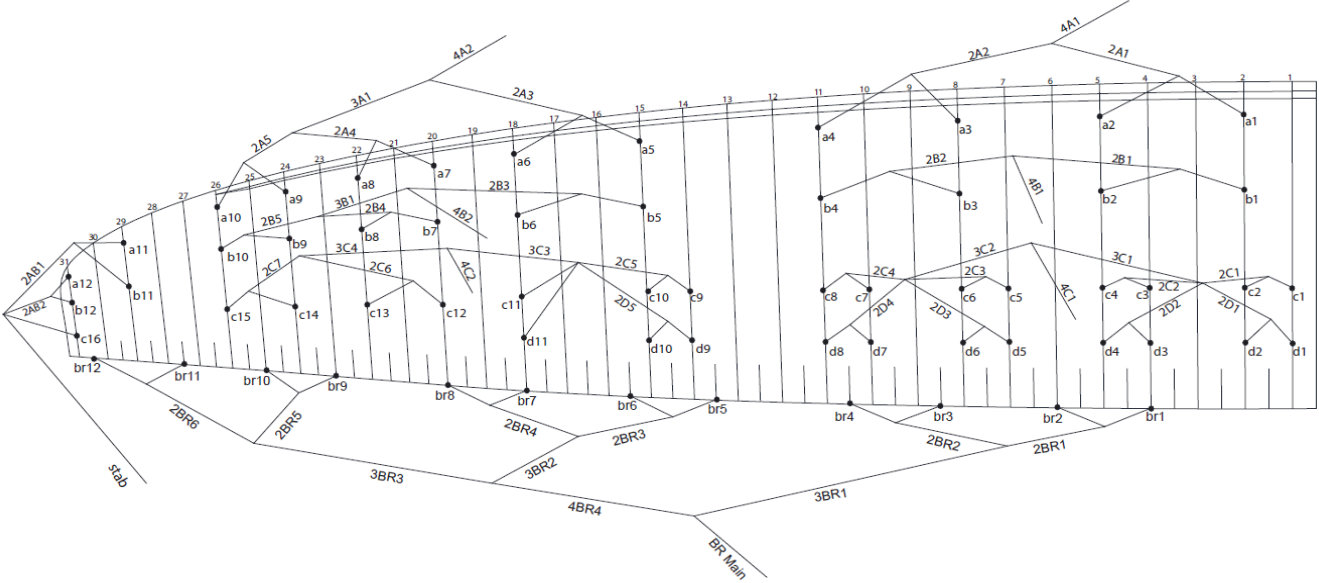 4A1
4A2
2A2
2A1
1
2
3
4
5
6
7
8
9
10
11
12
13
14
15
16
17
18
19
20
21
22
23
24
25
26
27
28
29
30
31
3A1
2A3
2A5
2A4
a1
a2
a3
a4
a5
a6
a7
a8
a9
a10
a11
a12
2B2
2B1
4B1
2B3
3B1
2B4
2B5
4B2
b1
b2
b3
b4
b5
b6
b7
b8
b9
b10
b11
b12
2AB1
2AB2
3C2
3C1
4C1
3C4
3C3
4C2
2C7
2C6
2C5
2C4
2C3
2C2
2C1
c1
c2
c3
c4
c5
c6
c7
c8
c9
c10
c11
c12
c13
c14
c15
c16
2D5
2D4
2D3
2D2
2D1
d1
d2
d3
d4
d5
d6
d7
d8
d9
d10
d11
br12
br11
br10
br9
br8
br7
br6
br5
br4
br3
br2
br1
2BR6
2BR5
2BR4
2BR3
2BR2
2BR1
3BR3
3BR2
3BR1
4BR4
BR Main
stab